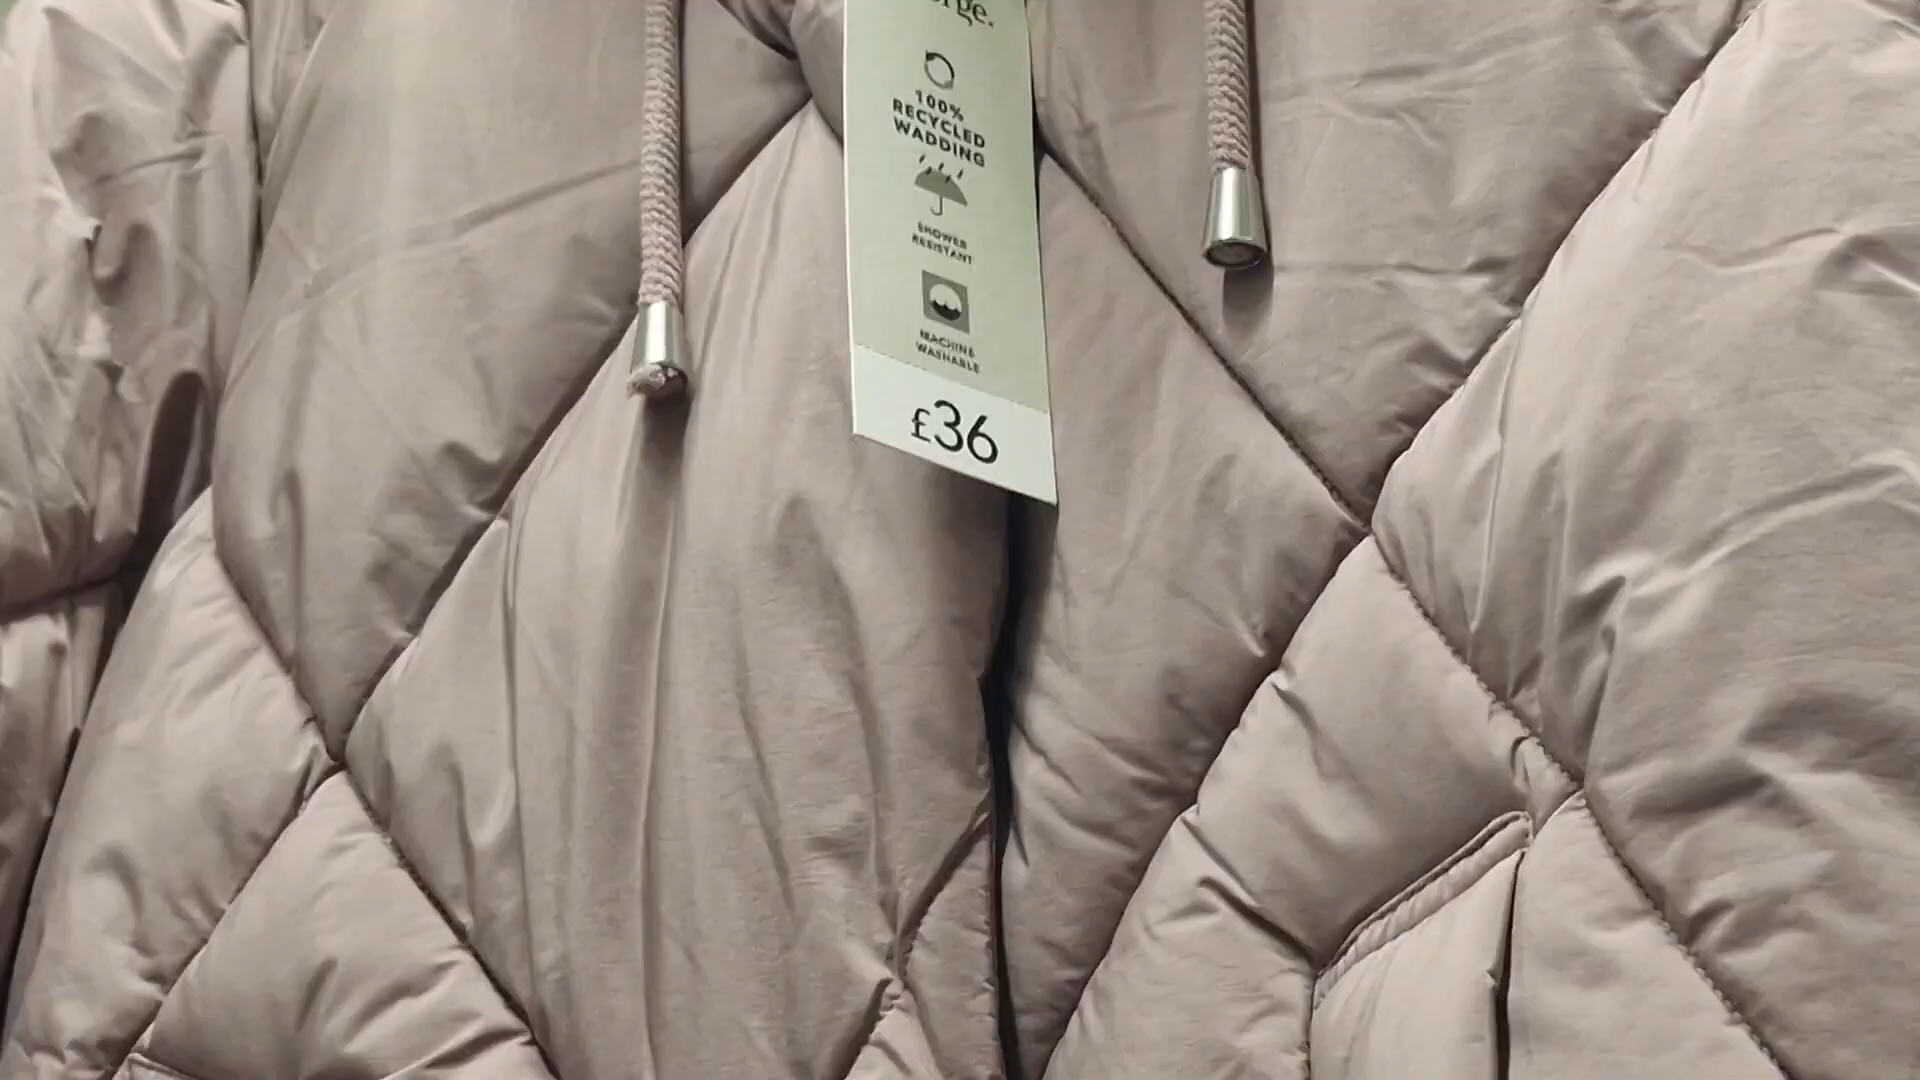 100%
RECYCLED
WADDING
SHOWER
RESISTANT
MACHINE
WASHABLE
£36